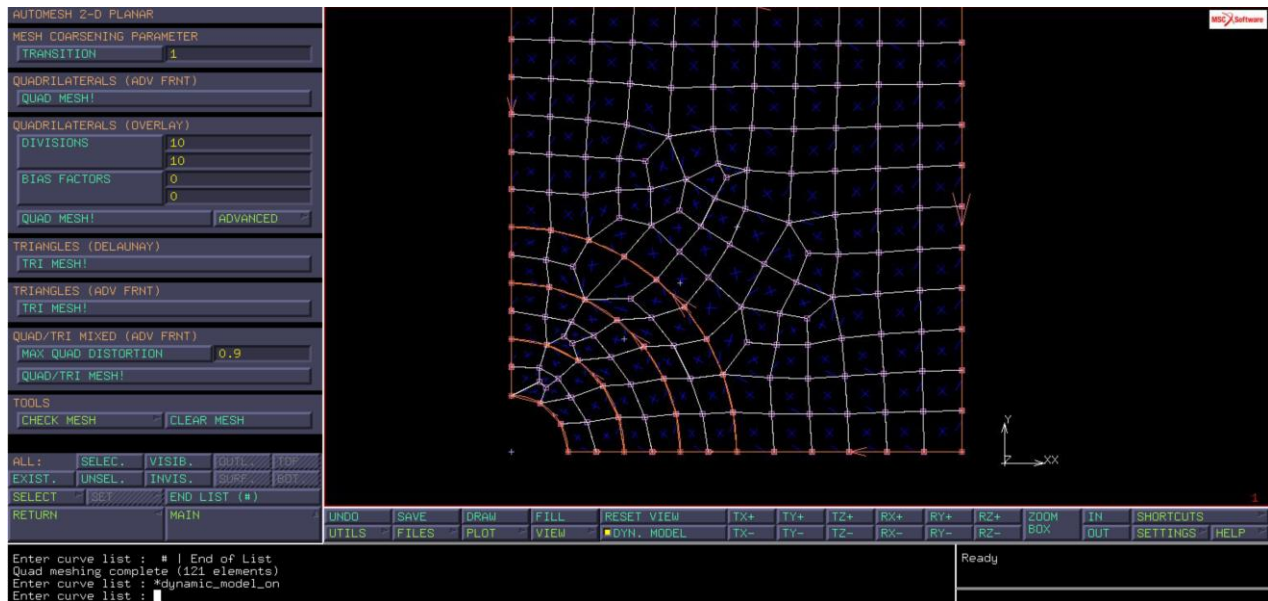 AUTOMESH 2-D PLANAR
MESH COARSENING PARAMETER
TRANSITION 1
QUADRILATERALS (ADV FRNT)
QUAD MESH!
QUADRILATERALS (OVERLAY)
DIVISIONS 10
10
BIAS FACTORS 0
0
QUAD MESH! ADVANCED
TRIANGLES (DELAUNAY)
TRI MESH!
TRIANGLES (ADV FRNT)
TRI MESH!
QUAD/TRI MIXED (ADV FRNT)
MAX QUAD DISTORTION 0.9
QUAD/TRI MESH!
TOOLS
CHECK MESH CLEAR MESH
ALL: SELEC. VISIB. OUTL. TOP
EXIST. UNSEL. INVIS. SURF. BOT.
SELECT SET END LIST (#)
RETURN MAIN
MSC Software
Y
Z XX
1
UNDO SAVE DRAW FILL RESET VIEW TX+ TY+ TZ+ RX+ RY+ RZ+ ZOOM BOX IN SHORTCUTS
UTILS FILES PLOT VIEW DYN. MODEL TX- TY- TZ- RX- RY- RZ- OUT SETTINGS HELP
Enter curve list : # | End of List
Quad meshing complete (121 elements)
Enter curve list : *dynamic_model_on
Enter curve list :
Ready